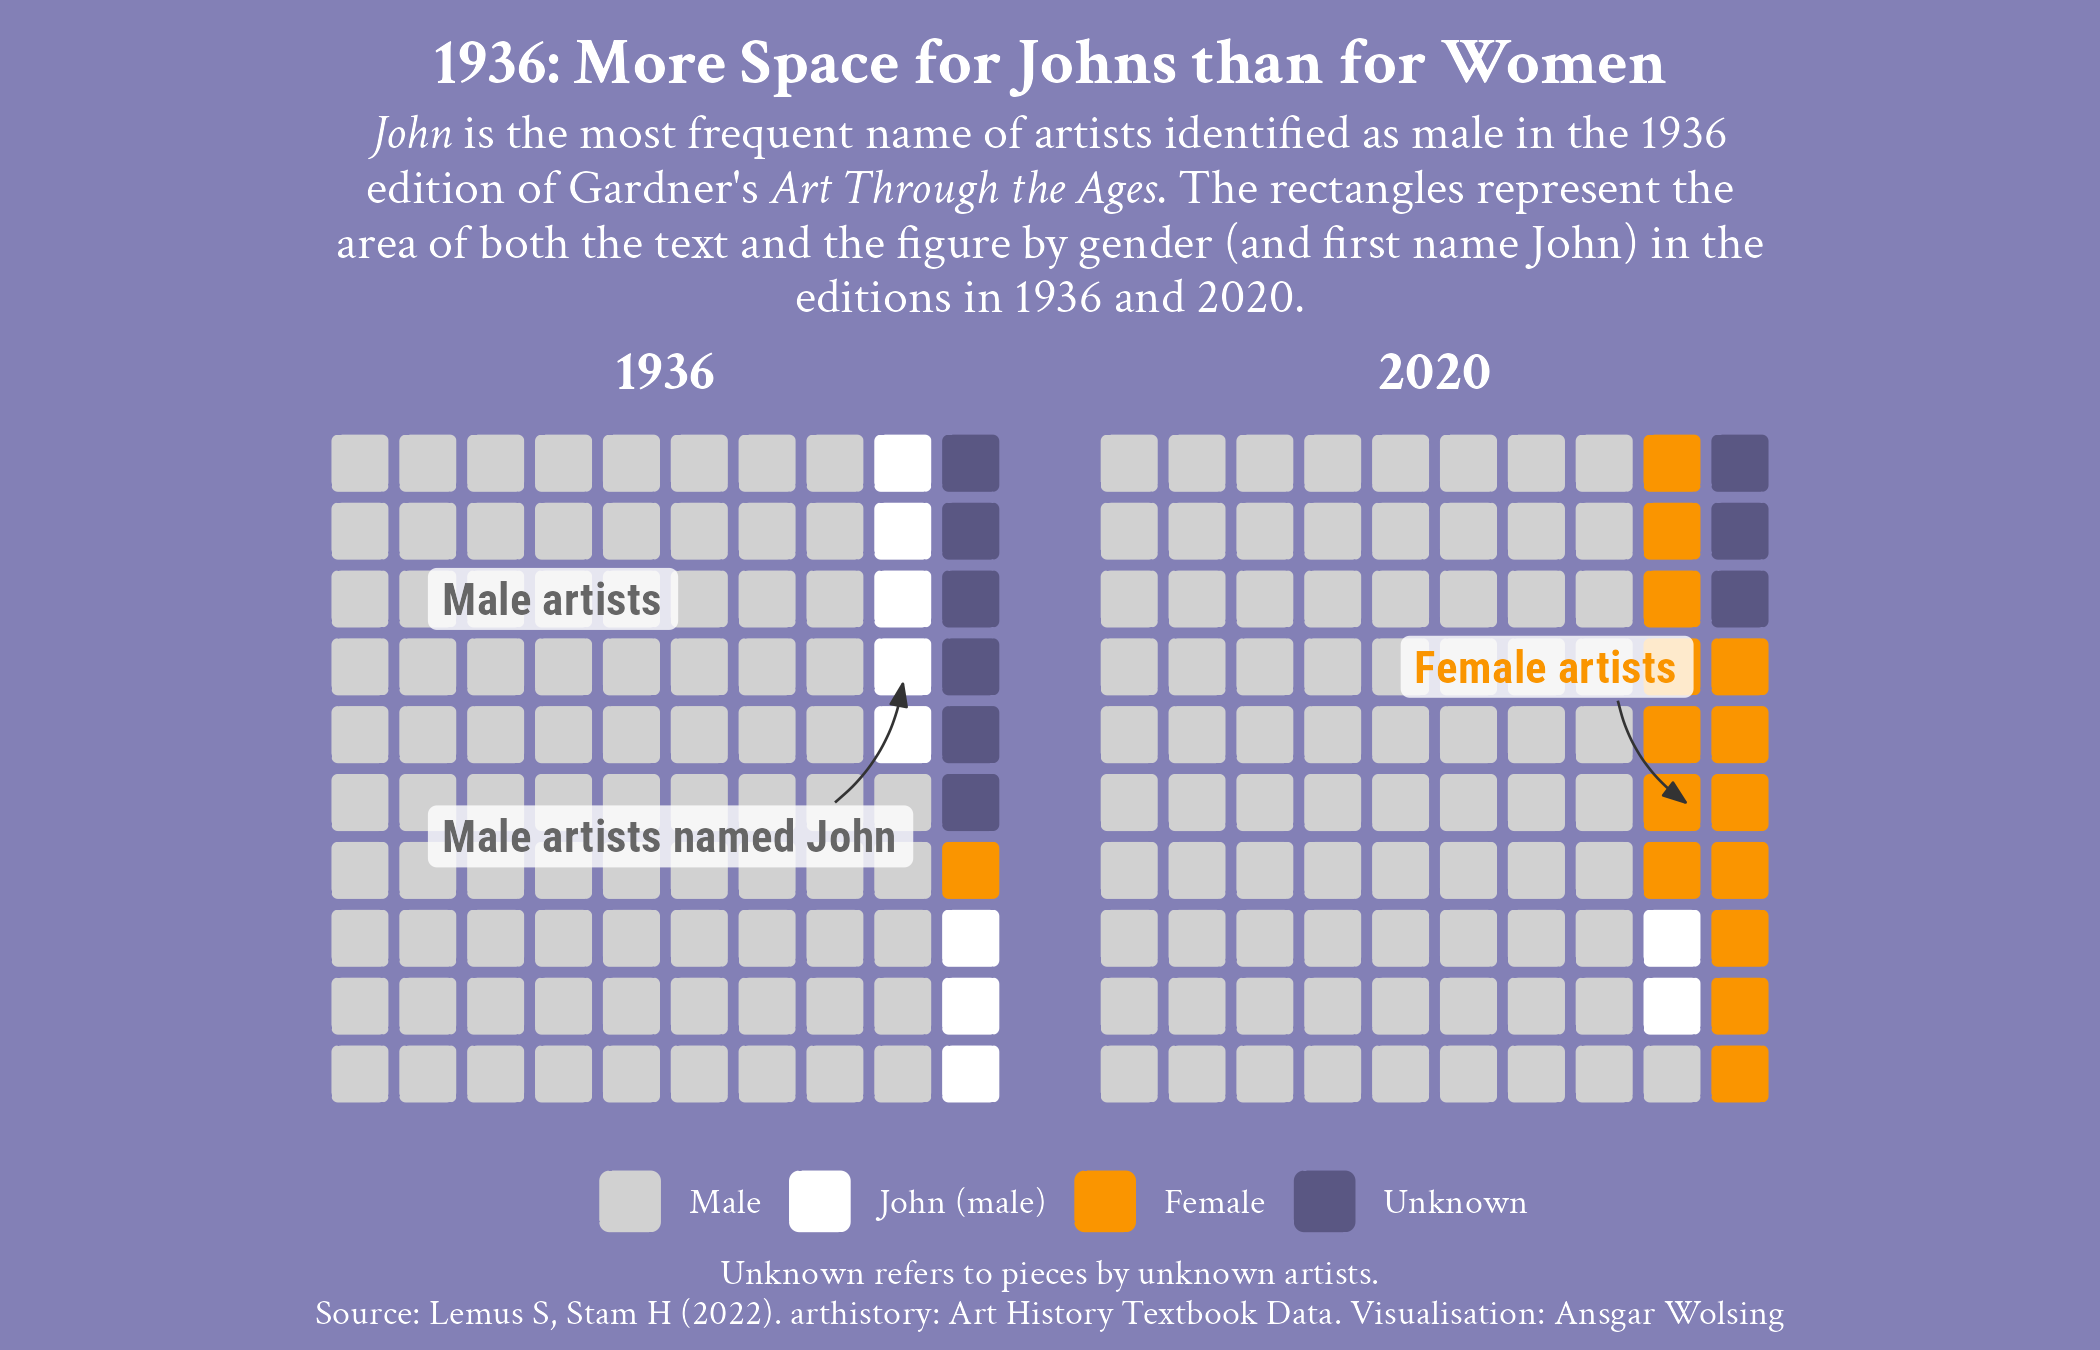 1936: More Space for Johns than for Women
John is the most frequent name of artists identified as male in the 1936
edition of Gardner's Art Through the Ages. The rectangles represent the
area of both the text and the figure by gender (and first name John) in the
editions in 1936 and 2020.
1936
2020
Male artists
Male artists named John
Female artists
Male
John (male)
Female
Unknown
Unknown refers to pieces by unknown artists.
Source: Lemus S, Stam H (2022). arthistory: Art History Textbook Data. Visualisation: Ansgar Wolsing